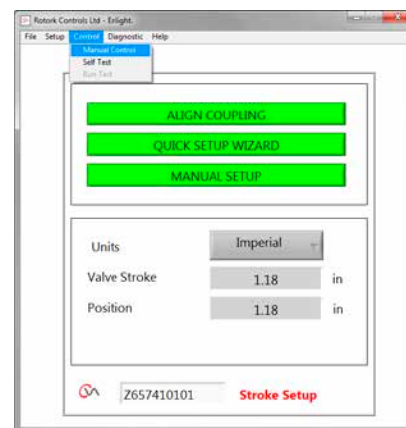 Rotork Controls Ltd - Enlight.
File Setup Control Diagnostic Help
Manual Control
Self Test
Run Test
ALIGN COUPLING
QUICK SETUP WIZARD
MANUAL SETUP
Units Imperial
Valve Stroke 1.18 in
Position 1.18 in
Z657410101 Stroke Setup